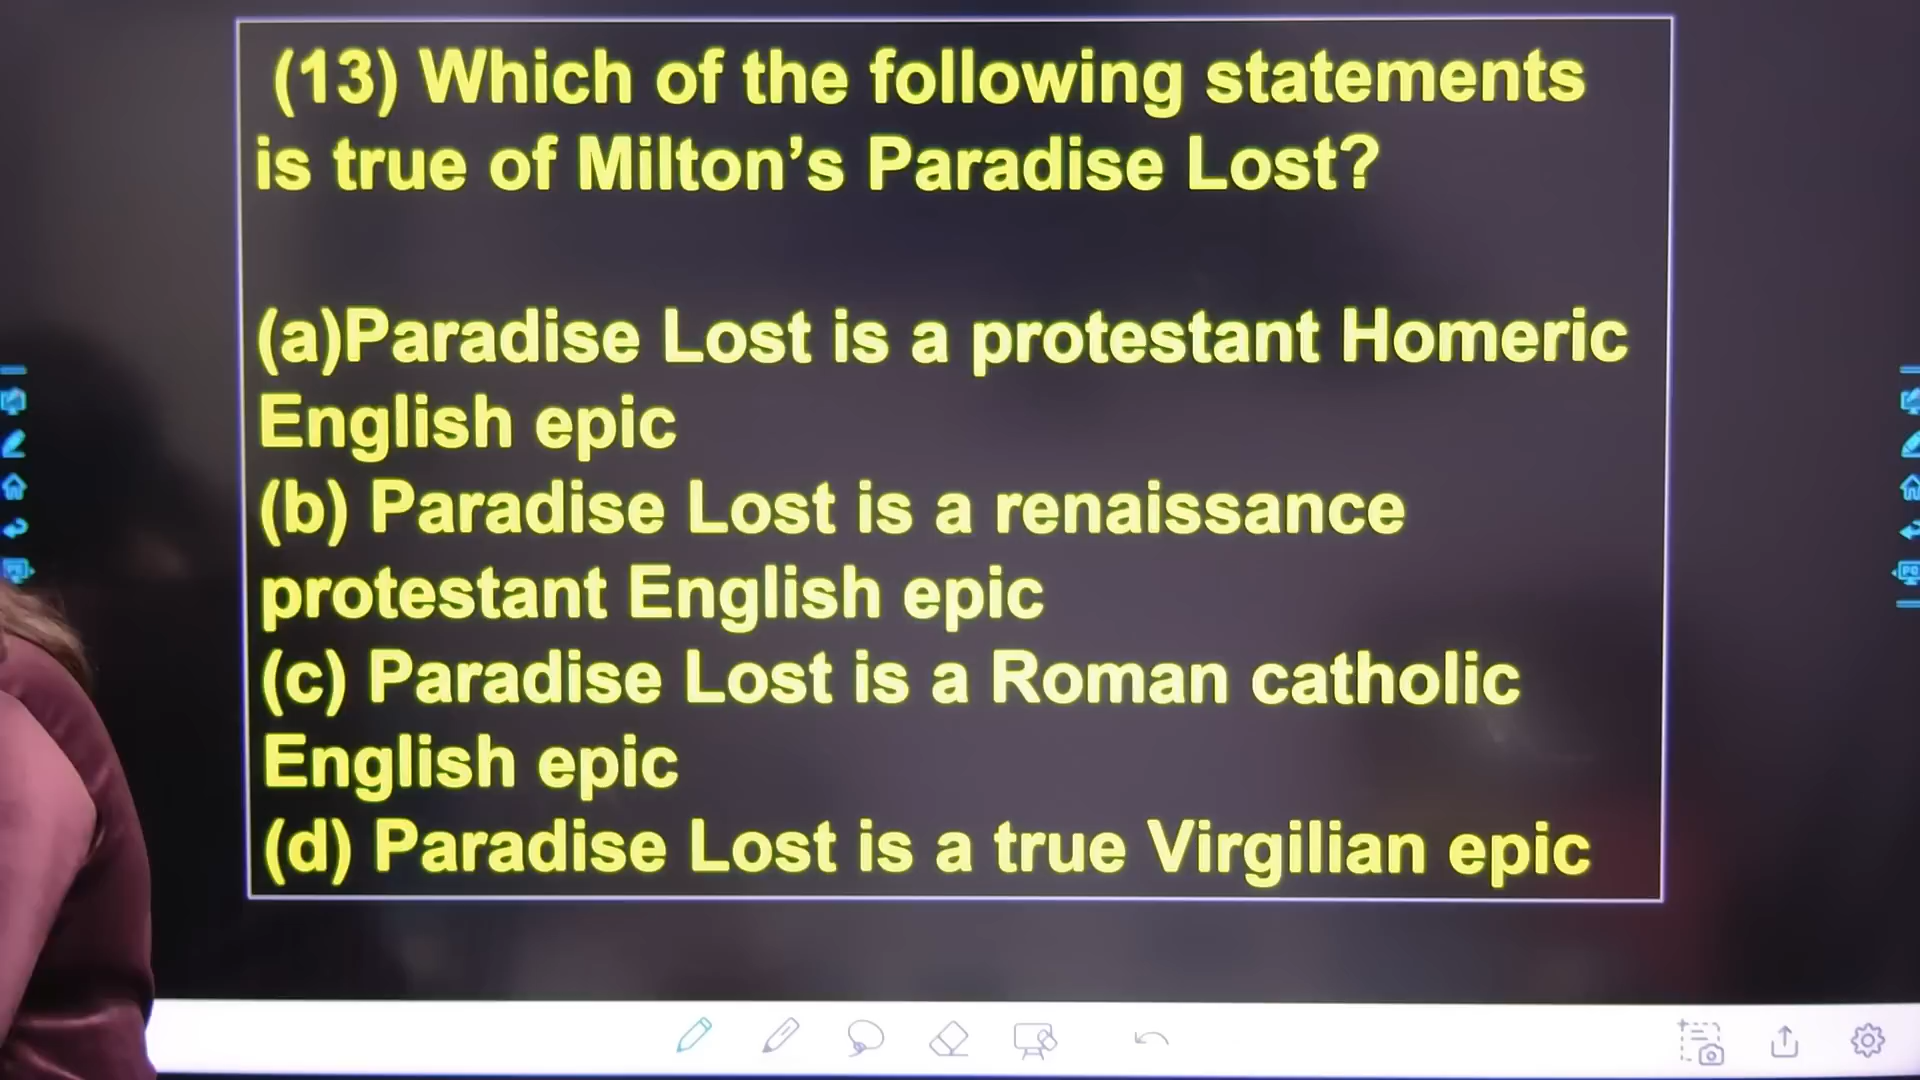 (13) Which of the following statements
is true of Milton’s Paradise Lost?
(a)Paradise Lost is a protestant Homeric
English epic
(b) Paradise Lost is a renaissance
protestant English epic
(c) Paradise Lost is a Roman catholic
English epic
(d) Paradise Lost is a true Virgilian epic